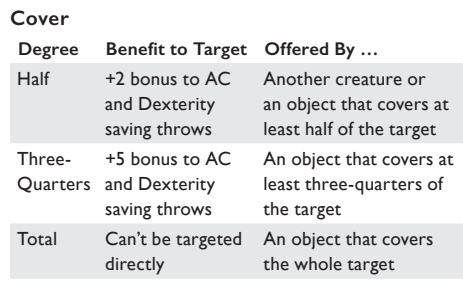 Cover
Degree Benefit to Target Offered By …
Half +2 bonus to AC Another creature or
and Dexterity an object that covers at
saving throws least half of the target
Three- +5 bonus to AC An object that covers at
Quarters and Dexterity least three-quarters of
saving throws the target
Total Can't be targeted An object that covers
directly the whole target